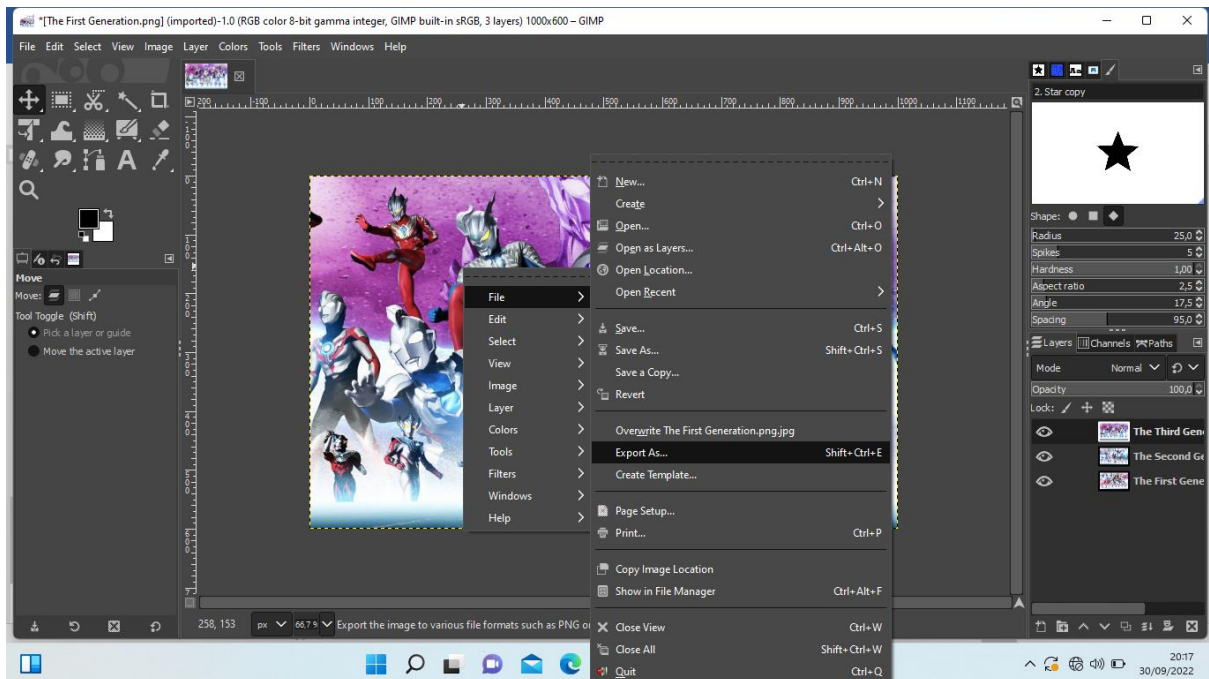 *[The First Generation.png] (imported)-1.0 (RGB color 8-bit gamma integer, GIMP built-in sRGB, 3 layers) 1000x600 – GIMP
File Edit Select View Image Layer Colors Tools Filters Windows Help
2. Star copy
Shape:
Radius 25,0
Spikes 5
Hardness 1,00
Aspect ratio 2,5
Angle 17,5
Spacing 95,0
Move
Move:
Tool Toggle (Shift)
Pick a layer or guide
Move the active layer
File
Edit
Select
View
Image
Layer
Colors
Tools
Filters
Windows
Help
New... Ctrl+N
Create
Open... Ctrl+O
Open as Layers... Ctrl+Alt+O
Open Location...
Open Recent
Save... Ctrl+S
Save As... Shift+Ctrl+S
Save a Copy...
Revert
Overwrite The First Generation.png.jpg
Export As... Shift+Ctrl+E
Create Template...
Page Setup...
Print... Ctrl+P
Copy Image Location
Show in File Manager Ctrl+Alt+F
Close View Ctrl+W
Close All Shift+Ctrl+W
Quit Ctrl+Q
Layers Channels Paths
Mode Normal
Opacity 100,0
Lock:
The Third Gen
The Second Ge
The First Gene
258, 153 px 66,7 9 Export the image to various file formats such as PNG o
20:17
30/09/2022